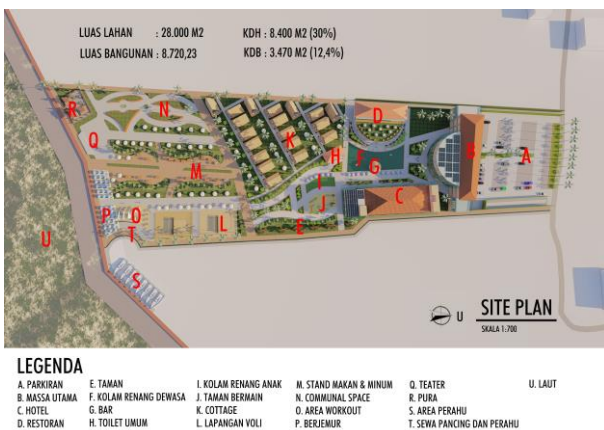 LUAS LAHAN : 28.000 M2 KDH : 8.400 M2 (30%)
LUAS BANGUNAN : 8.720,23 KDB : 3.470 M2 (12,4%)
R
N
D
Q
K
H
F
G
B
A
M
I
J
C
P
O
L
E
T
U
S
U
SITE PLAN
SKALA 1:700
LEGENDA
A. PARKIRAN E. TAMAN I. KOLAM RENANG ANAK M. STAND MAKAN & MINUM Q. TEATER U. LAUT
B. MASSA UTAMA F. KOLAM RENANG DEWASA J. TAMAN BERMAIN N. COMMUNAL SPACE R. PURA
C. HOTEL G. BAR K. COTTAGE O. AREA WORKOUT S. AREA PERAHU
D. RESTORAN H. TOILET UMUM L. LAPANGAN VOLI P. BERJEMUR T. SEWA PANCING DAN PERAHU